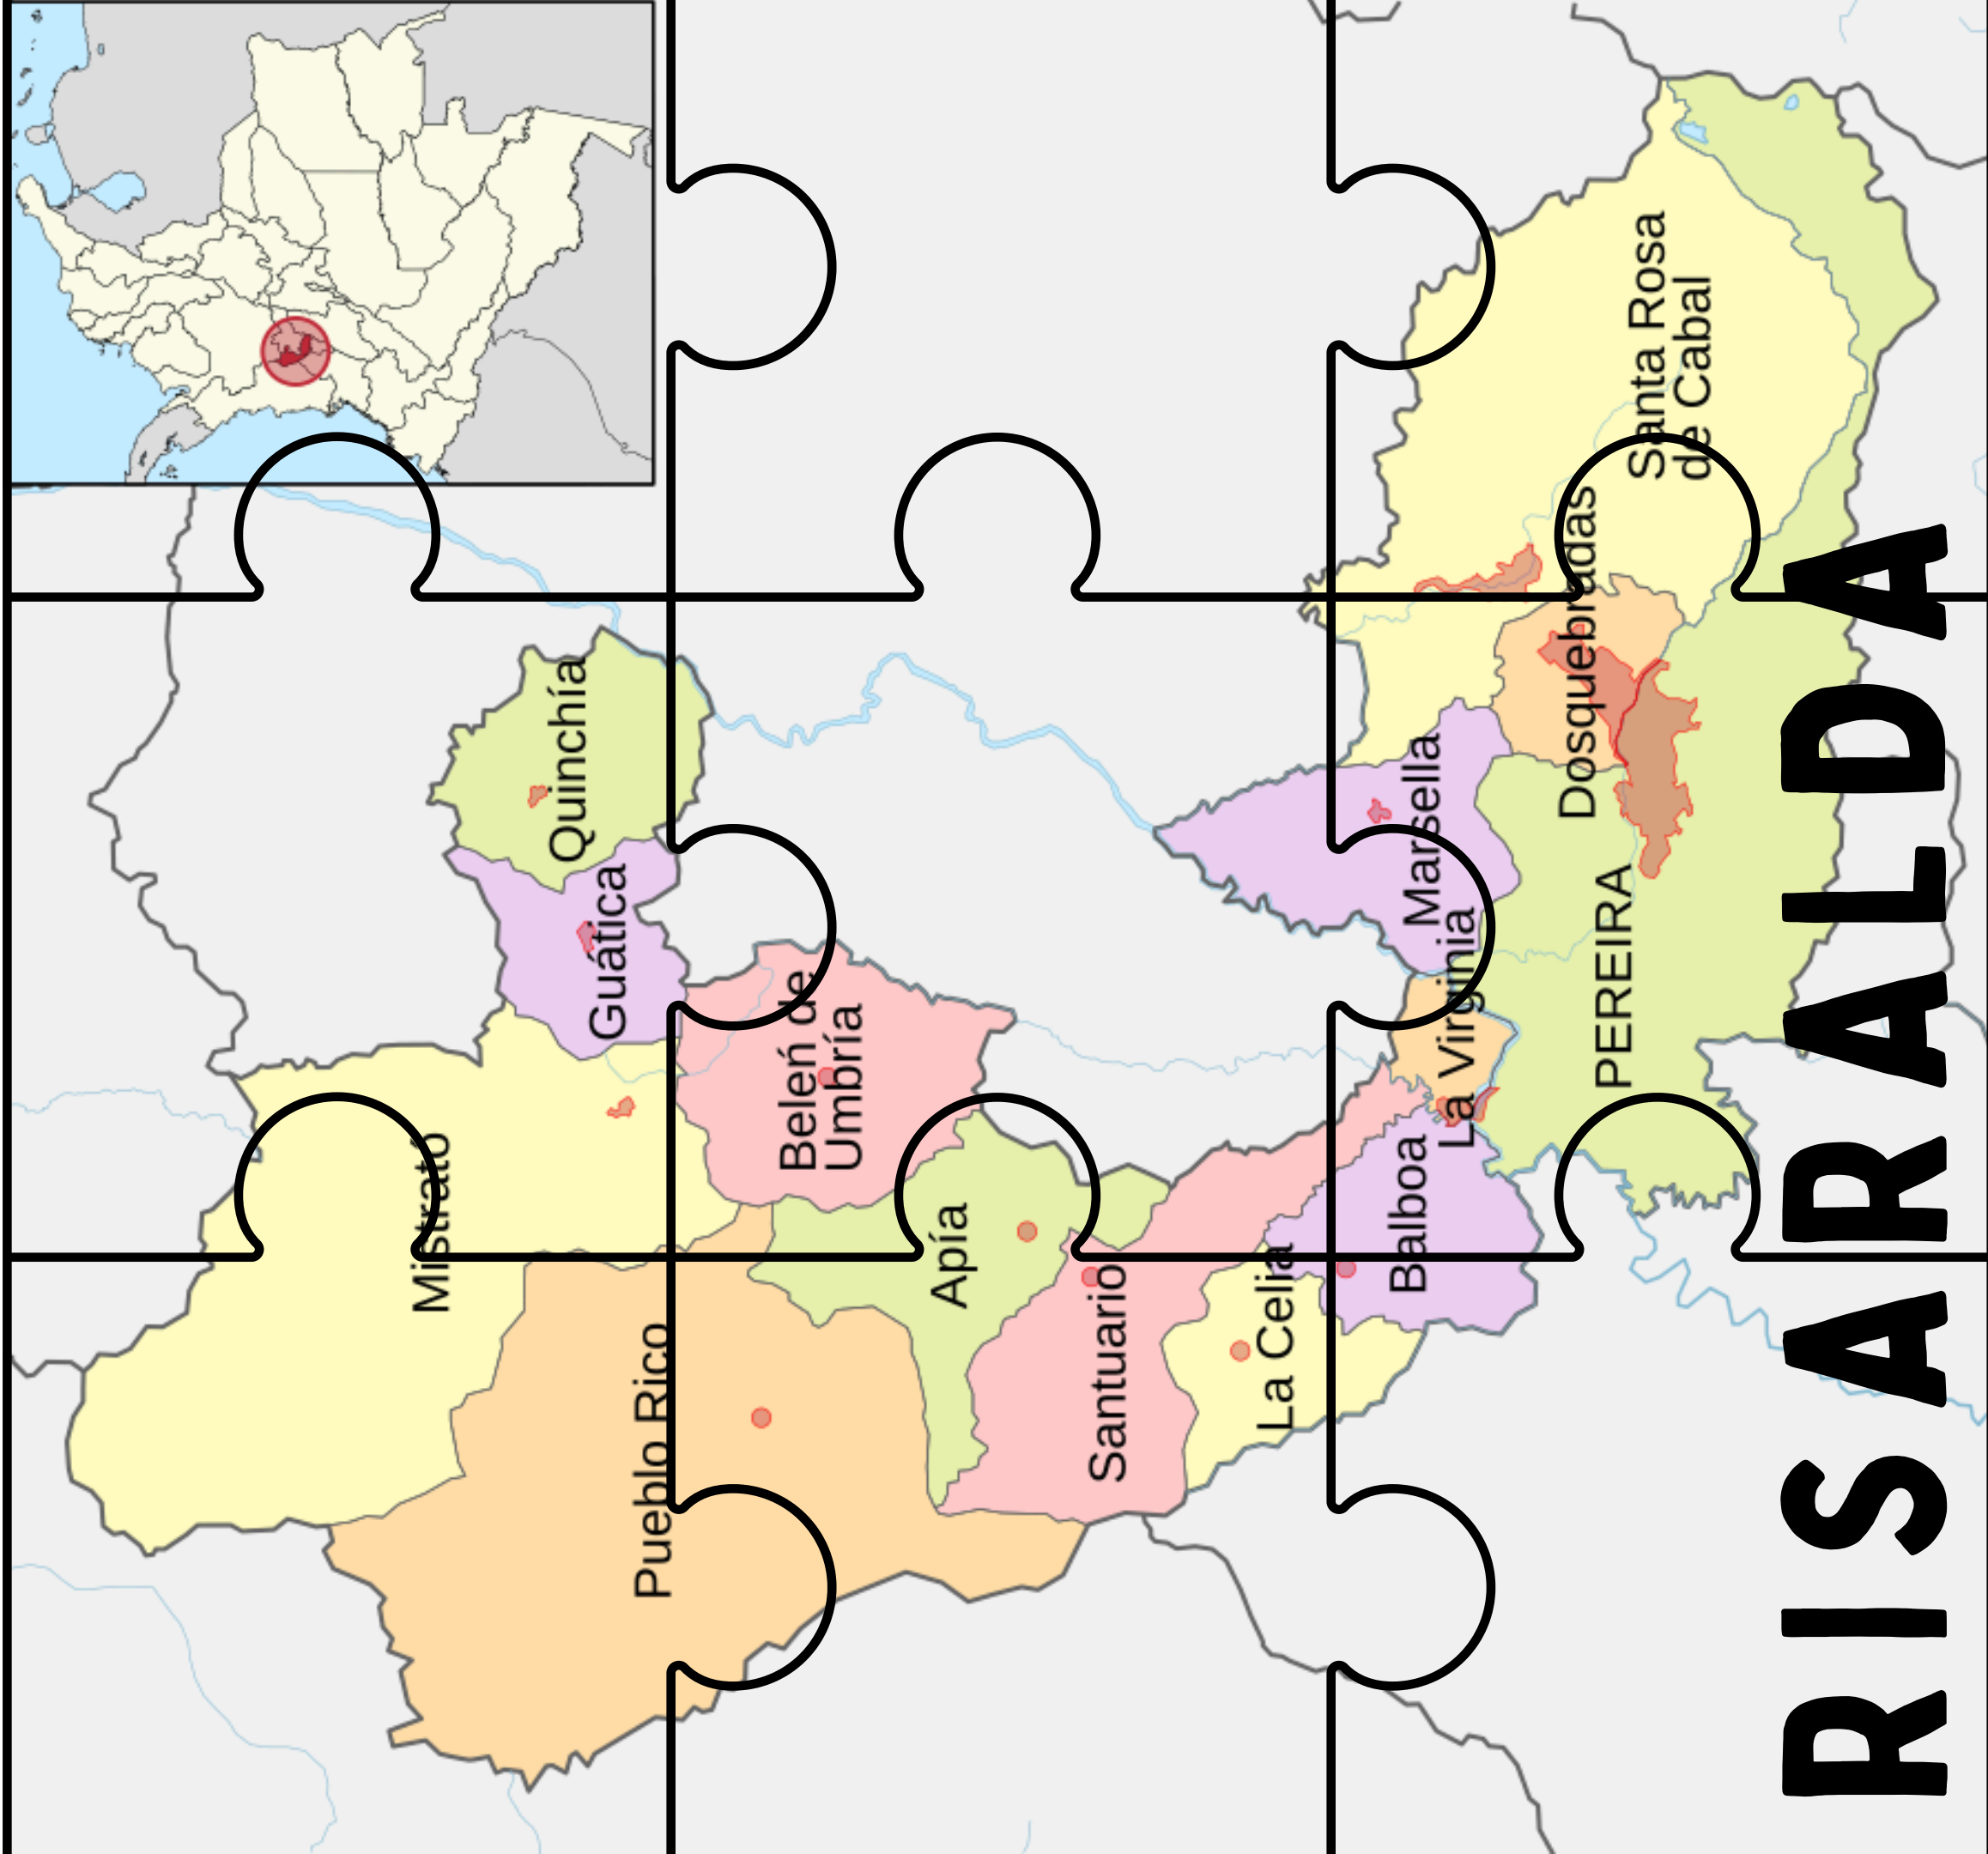 Mistrató
Quinchía
Guática
Pueblo Rico
Beleń de
Umbría
Apía
Santuario
La Celia
Balboa
Marsella
La Virginia
Dosquebradas
PEREIRA
Santa Rosa
de Cabal
RISARALDA